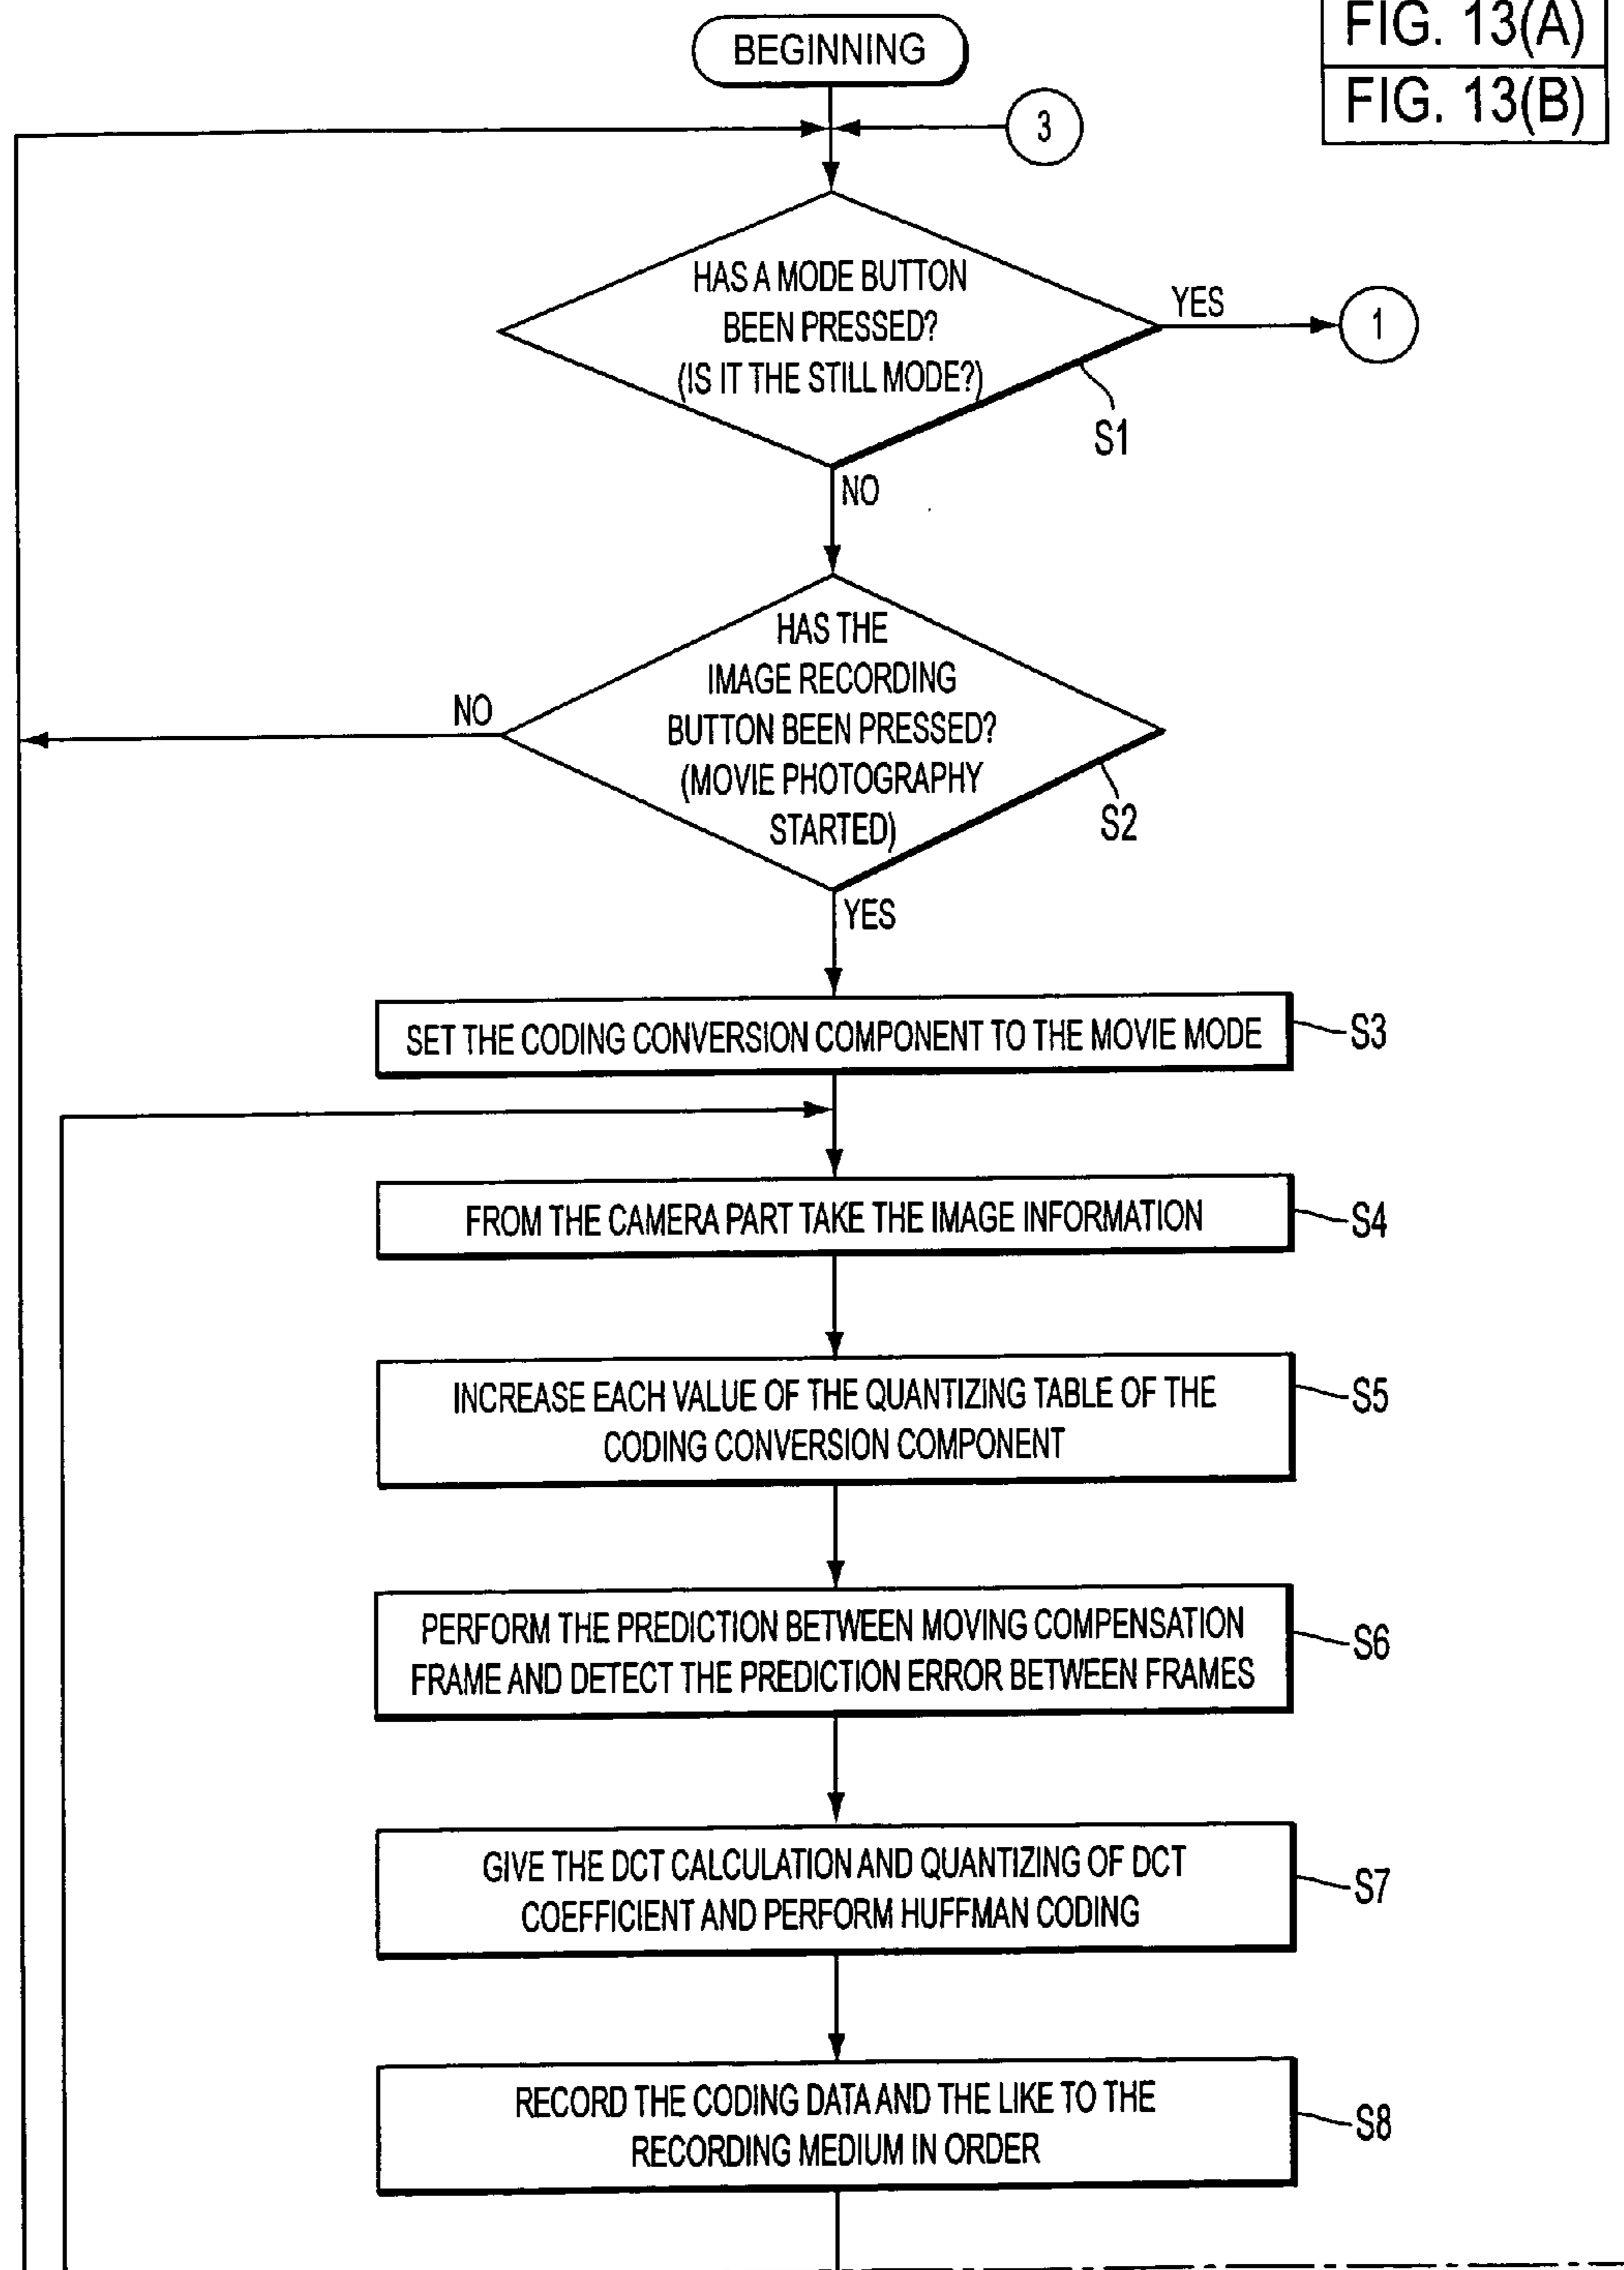 FIG. 13(A)
FIG. 13(B)
BEGINNING
3
HAS A MODE BUTTON
BEEN PRESSED?
(IS IT THE STILL MODE?)
YES
1
S1
NO
HAS THE
IMAGE RECORDING
BUTTON BEEN PRESSED?
(MOVIE PHOTOGRAPHY
STARTED)
NO
S2
YES
SET THE CODING CONVERSION COMPONENT TO THE MOVIE MODE
S3
FROM THE CAMERA PART TAKE THE IMAGE INFORMATION
S4
INCREASE EACH VALUE OF THE QUANTIZING TABLE OF THE
CODING CONVERSION COMPONENT
S5
PERFORM THE PREDICTION BETWEEN MOVING COMPENSATION
FRAME AND DETECT THE PREDICTION ERROR BETWEEN FRAMES
S6
GIVE THE DCT CALCULATION AND QUANTIZING OF DCT
COEFFICIENT AND PERFORM HUFFMAN CODING
S7
RECORD THE CODING DATA AND THE LIKE TO THE
RECORDING MEDIUM IN ORDER
S8